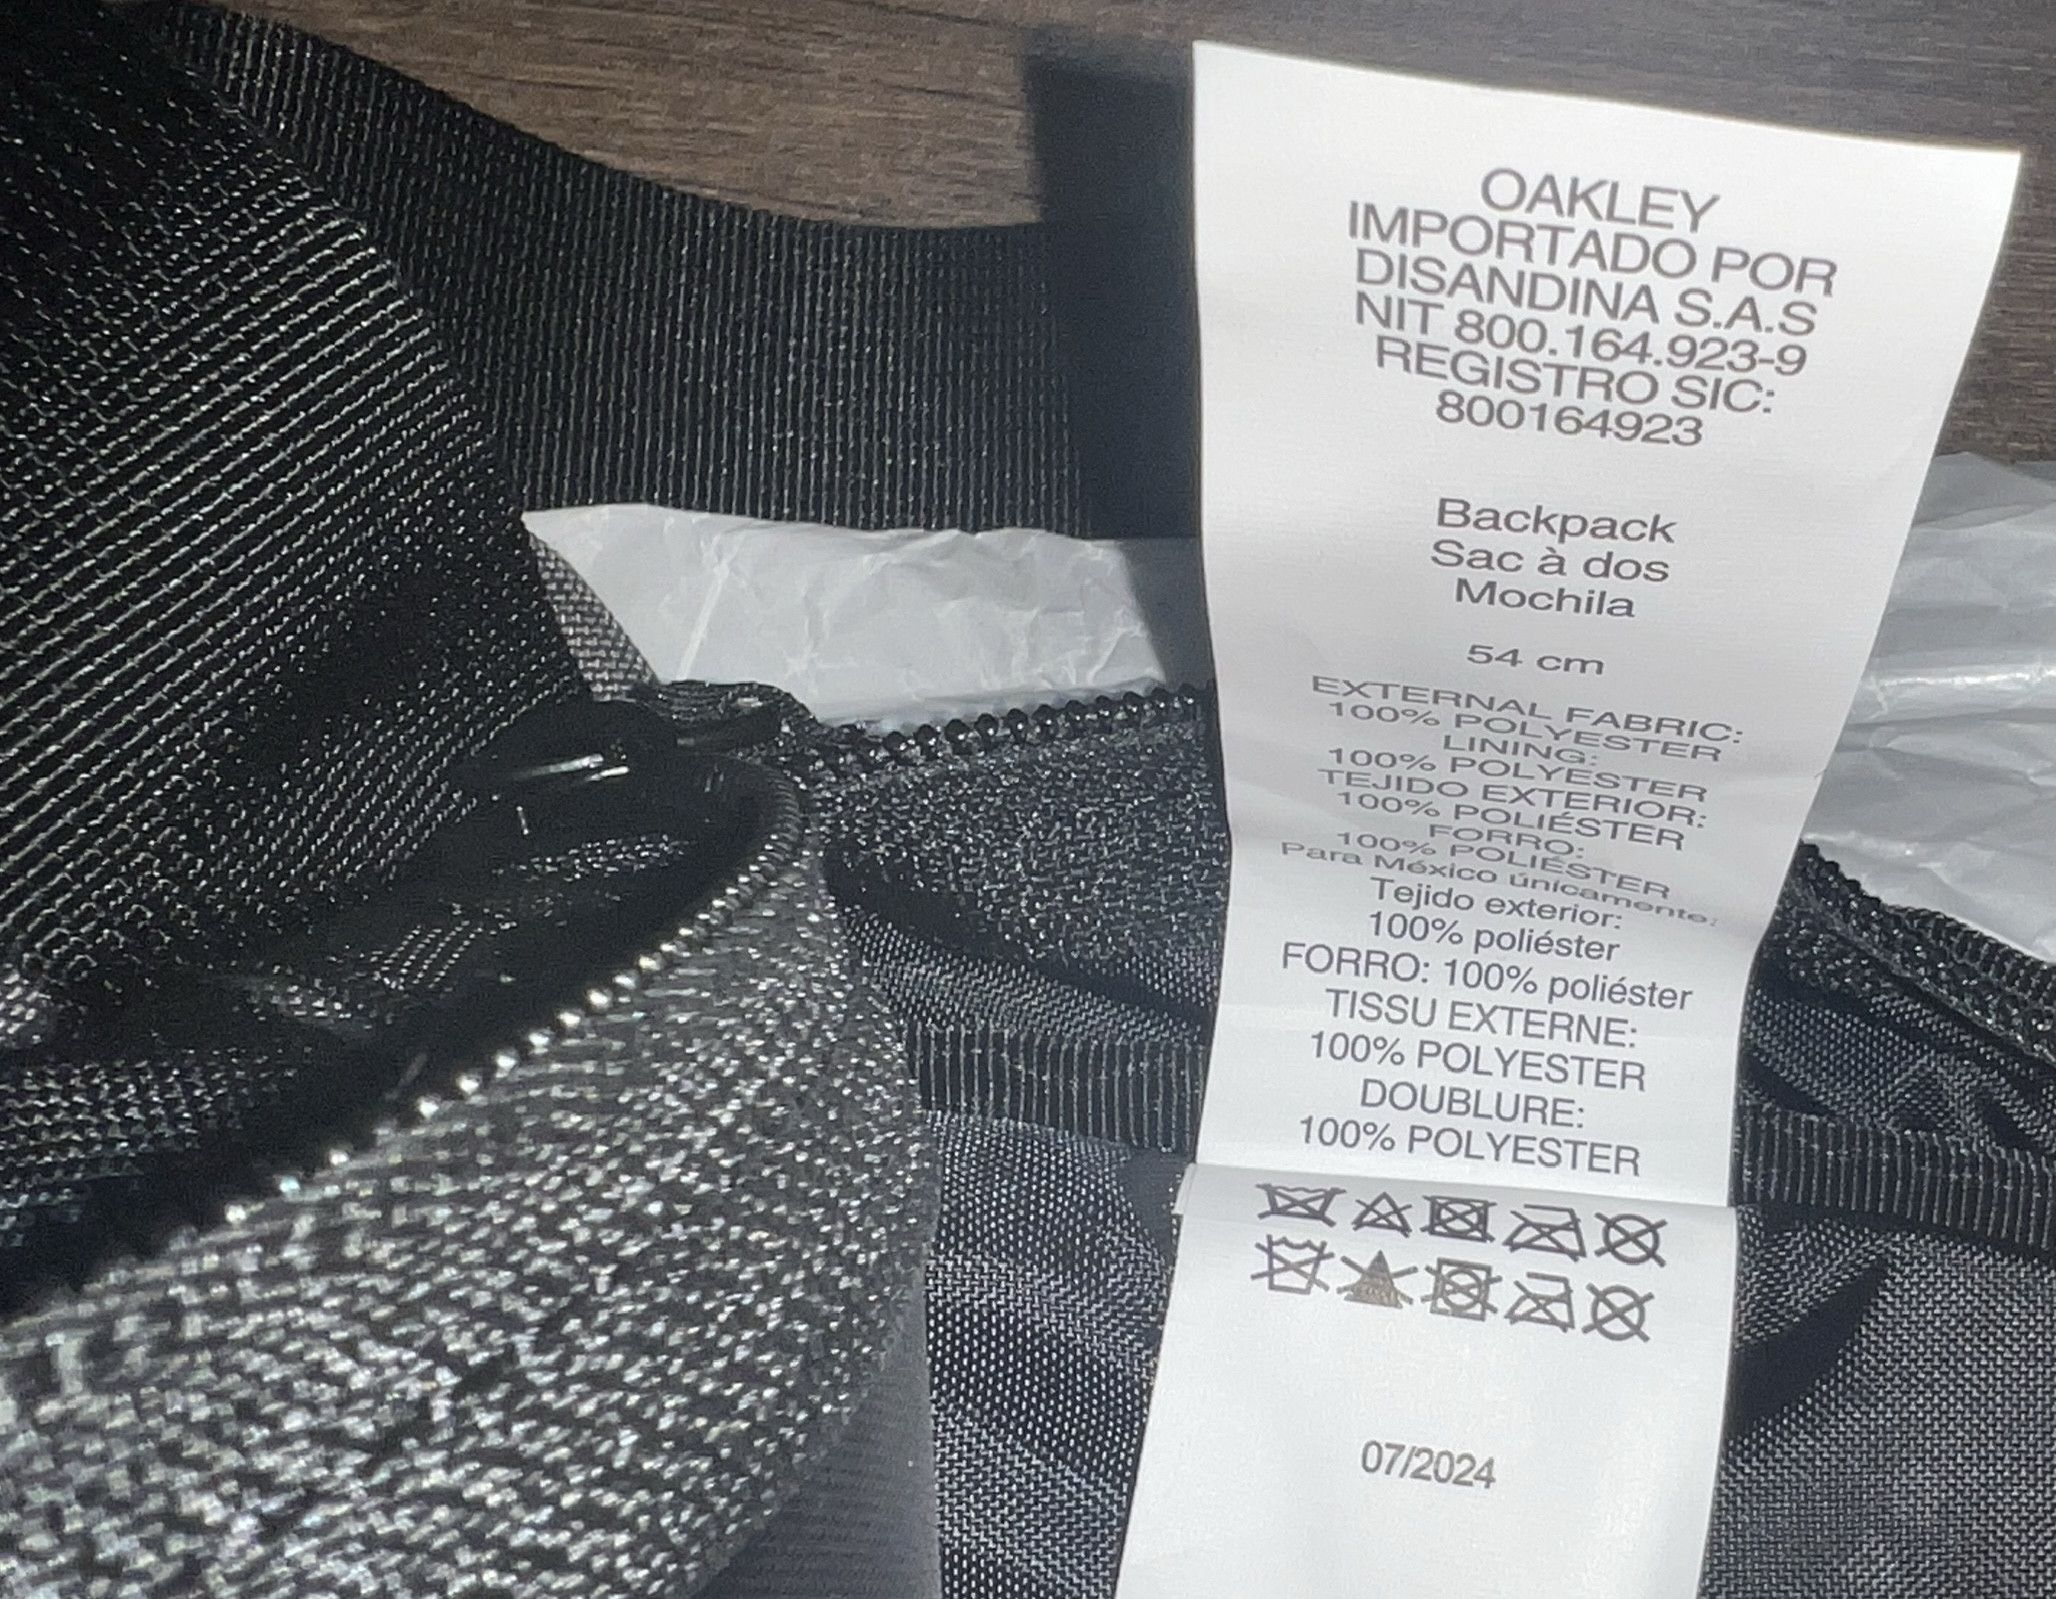 OAKLEY
IMPORTADO POR
DISANDINA S.A.S
NIT 800.164.923-9
REGISTRO SIC:
800164923
Backpack
Sac à dos
Mochila
54 cm
EXTERNAL FABRIC:
100% POLYESTER
LINING:
100% POLYESTER
TEJIDO EXTERIOR:
100% POLIÉSTER
FORRO:
100% POLIÉSTER
Para México únicamente:
Tejido exterior:
100% poliéster
FORRO: 100% poliéster
TISSU EXTERNE:
100% POLYESTER
DOUBLURE:
100% POLYESTER
07/2024